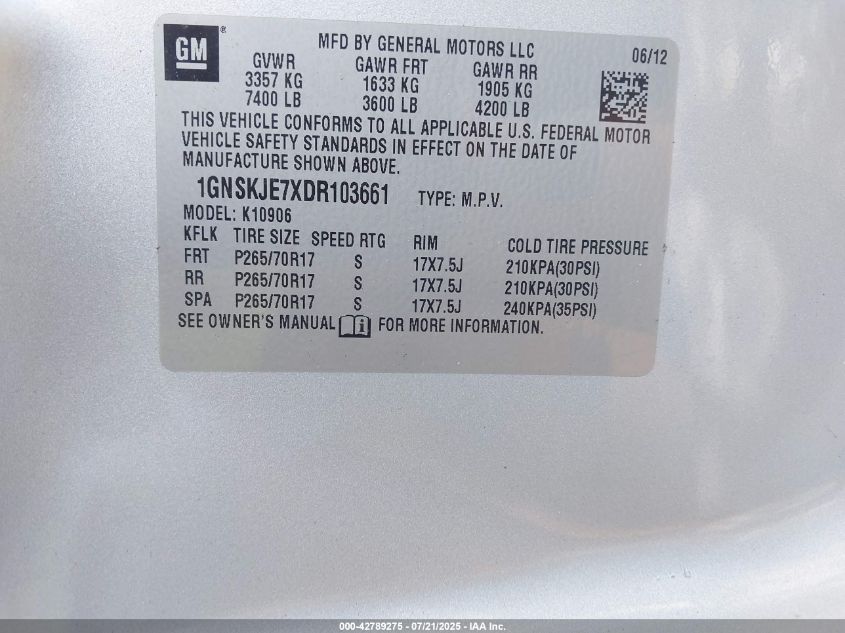 GM®
MFD BY GENERAL MOTORS LLC 06/12
GVWR GAWR FRT GAWR RR
3357 KG 1633 KG 1905 KG
7400 LB 3600 LB 4200 LB
THIS VEHICLE CONFORMS TO ALL APPLICABLE U.S. FEDERAL MOTOR
VEHICLE SAFETY STANDARDS IN EFFECT ON THE DATE OF
MANUFACTURE SHOWN ABOVE.
1GNSKJE7XDR103661 TYPE: M.P.V.
MODEL: K10906
KFLK TIRE SIZE SPEED RTG RIM COLD TIRE PRESSURE
FRT P265/70R17 S 17X7.5J 210KPA(30PSI)
RR P265/70R17 S 17X7.5J 210KPA(30PSI)
SPA P265/70R17 S 17X7.5J 240KPA(35PSI)
SEE OWNER'S MANUAL i FOR MORE INFORMATION.
000-42789275 - 07/21/2025 - IAA Inc.